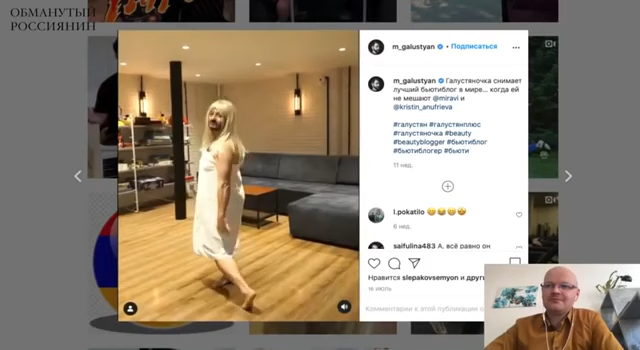 ОБМАНУТЫЙ
РОССИЯНИН
m_galustyan • Подписаться
m_galustyan Галустяночка снимает
лучший бьютиблог в мире... когда ей
не мешают @miravi и
@kristin_anufrieva
#галустян #галустянплюс
#галустяночка #beauty
#beautyblogger #бьютиблог
#бьютиблогер #бьюти
11 нед.
l.pokatilo
6 нед.
saifulina483 А, всё равно он
Нравится slepakovsemyon и други
16 июль
Комментарии к этой публикации о